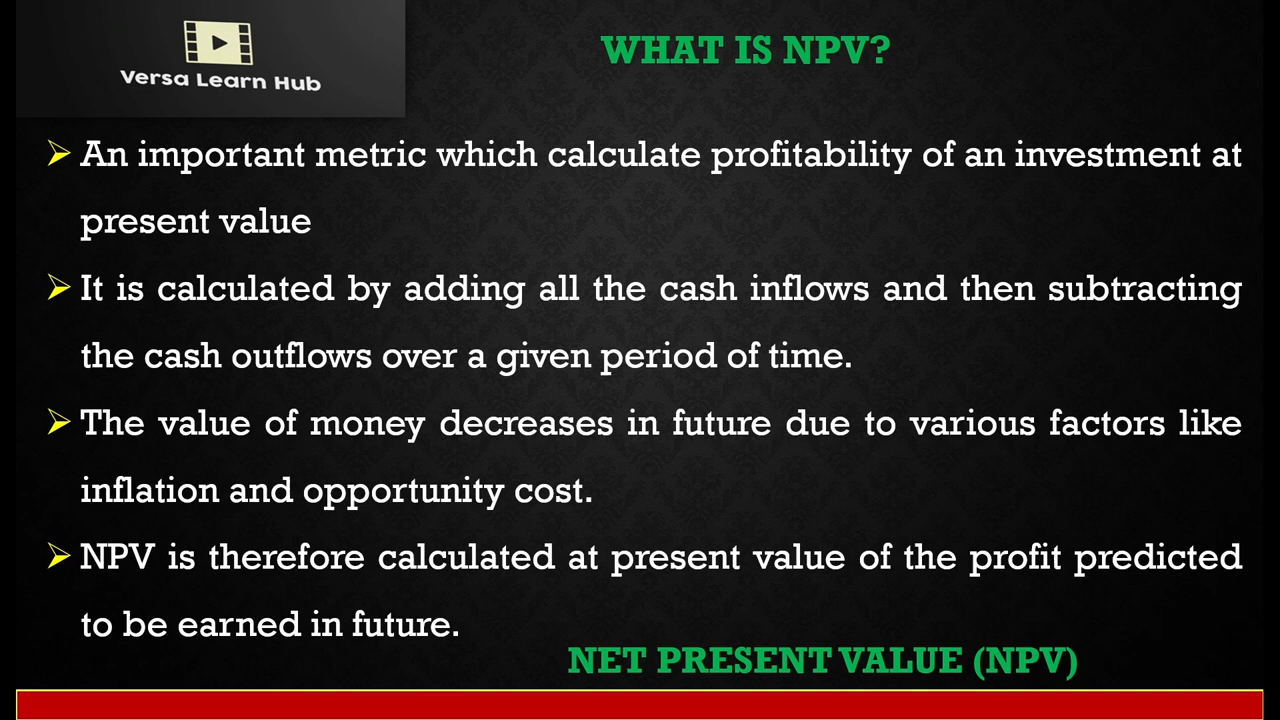 Versa Learn Hub
WHAT IS NPV?
An important metric which calculate profitability of an investment at
present value
It is calculated by adding all the cash inflows and then subtracting
the cash outflows over a given period of time.
The value of money decreases in future due to various factors like
inflation and opportunity cost.
NPV is therefore calculated at present value of the profit predicted
to be earned in future.
NET PRESENT VALUE (NPV)